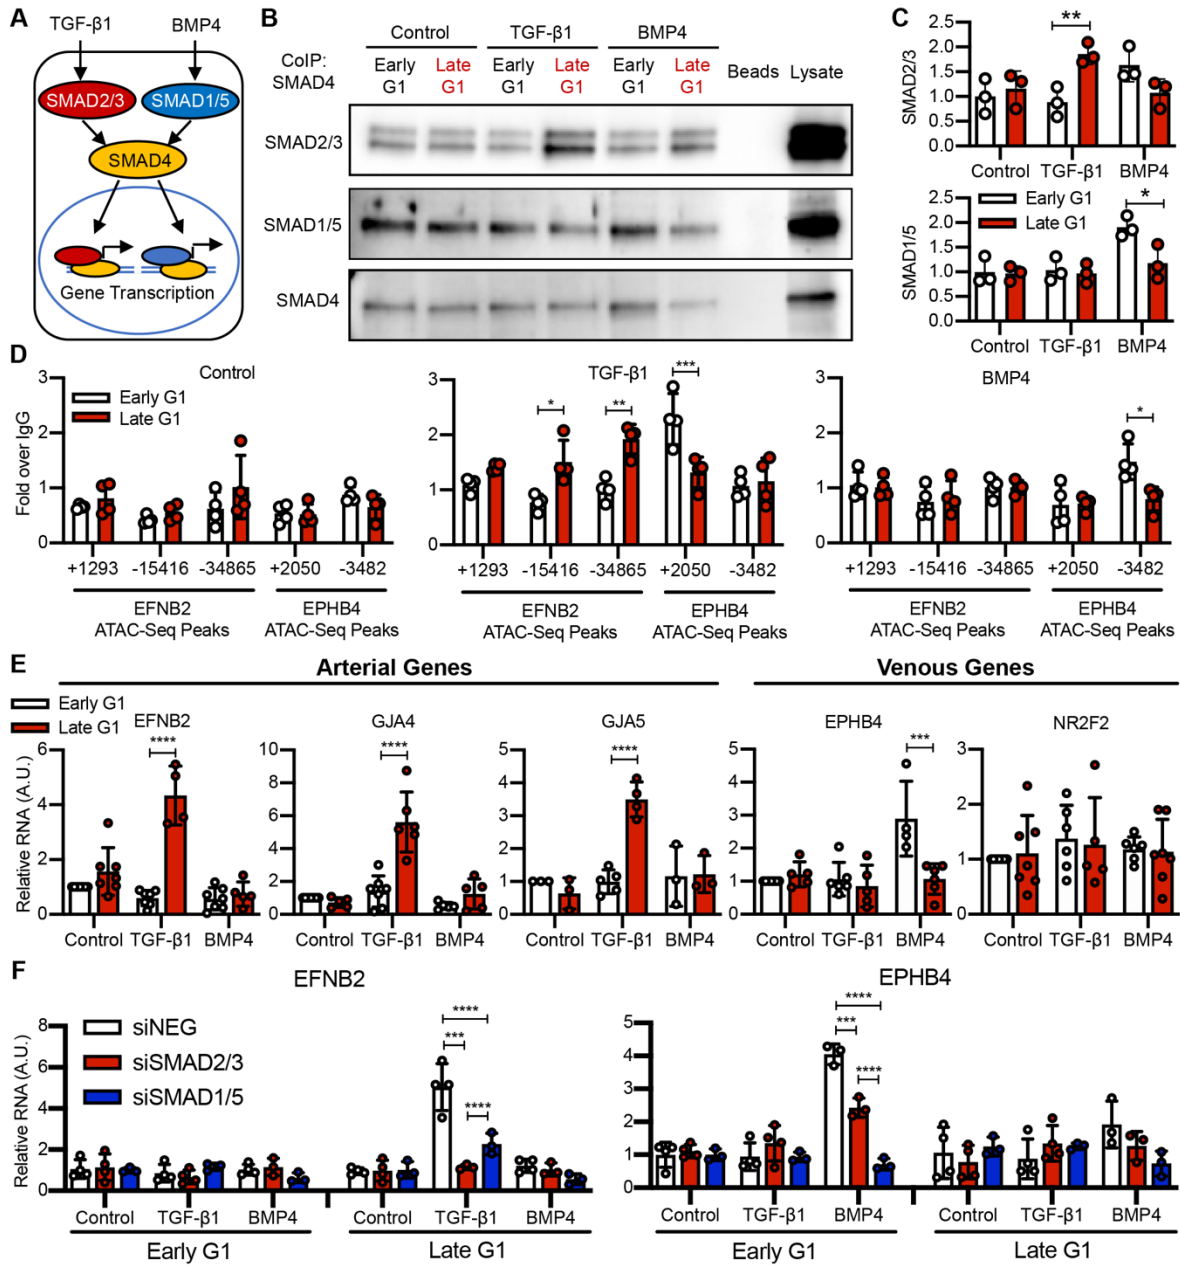 A
TGF-β1
BMP4
SMAD2/3
SMAD1/5
SMAD4
Gene Transcription
B
Control
TGF-β1
BMP4
CoIP:
SMAD4
Early
G1
Late
G1
Early
G1
Late
G1
Early
G1
Late
G1
Beads
Lysate
SMAD2/3
SMAD1/5
SMAD4
C
SMAD2/3
2.5
2.0
1.5
1.0
0.5
0.0
**
Control
TGF-β1
BMP4
SMAD1/5
2.5
2.0
1.5
1.0
0.5
0.0
Early G1
Late G1
*
Control
TGF-β1
BMP4
D
Control
Fold over IgG
3
2
1
0
Early G1
Late G1
+1293
-15416
-34865
+2050
-3482
EFNB2
ATAC-Seq Peaks
EPHB4
ATAC-Seq Peaks
TGF-β1
3
2
1
0
*
**
***
+1293
-15416
-34865
+2050
-3482
EFNB2
ATAC-Seq Peaks
EPHB4
ATAC-Seq Peaks
BMP4
3
2
1
0
*
+1293
-15416
-34865
+2050
-3482
EFNB2
ATAC-Seq Peaks
EPHB4
ATAC-Seq Peaks
E
Arterial Genes
Venous Genes
Early G1
Late G1
EFNB2
Relative RNA (A.U.)
6
4
2
0
****
Control
TGF-β1
BMP4
GJA4
10
8
6
4
2
0
****
Control
TGF-β1
BMP4
GJA5
5
4
3
2
1
0
****
Control
TGF-β1
BMP4
EPHB4
5
4
3
2
1
0
***
Control
TGF-β1
BMP4
NR2F2
3
2
1
0
Control
TGF-β1
BMP4
F
EFNB2
Relative RNA (A.U.)
8
6
4
2
0
siNEG
siSMAD2/3
siSMAD1/5
****
***
****
Control
TGF-β1
BMP4
Control
TGF-β1
BMP4
Early G1
Late G1
EPHB4
5
4
3
2
1
0
****
***
****
Control
TGF-β1
BMP4
Control
TGF-β1
BMP4
Early G1
Late G1